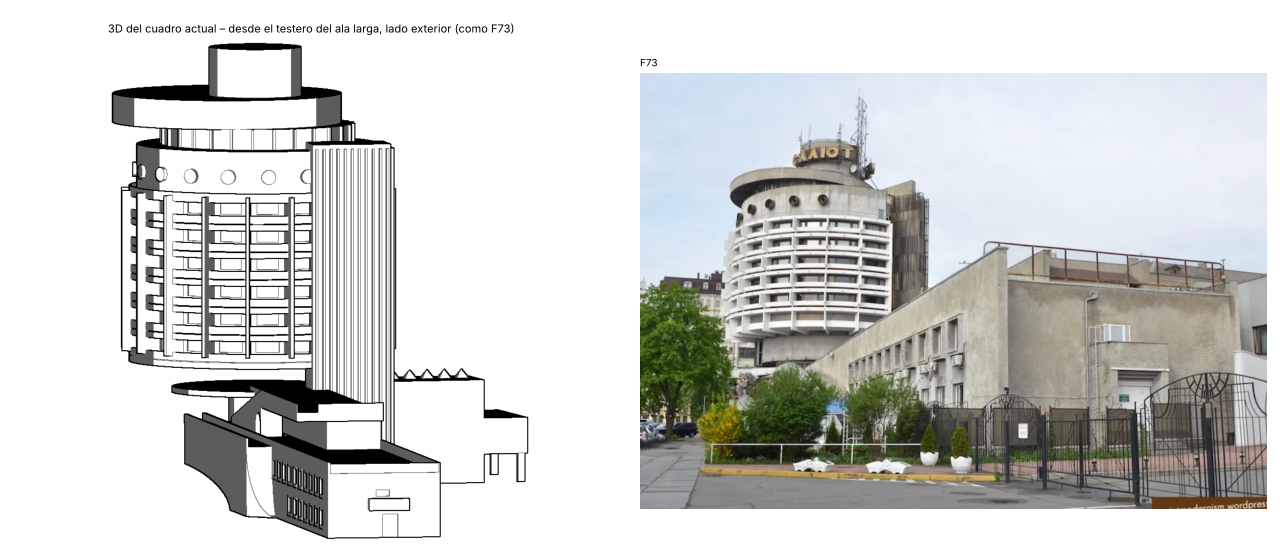 3D del cuadro actual – desde el testero del ala larga, lado exterior (como F73)
F73
САЛЮТ